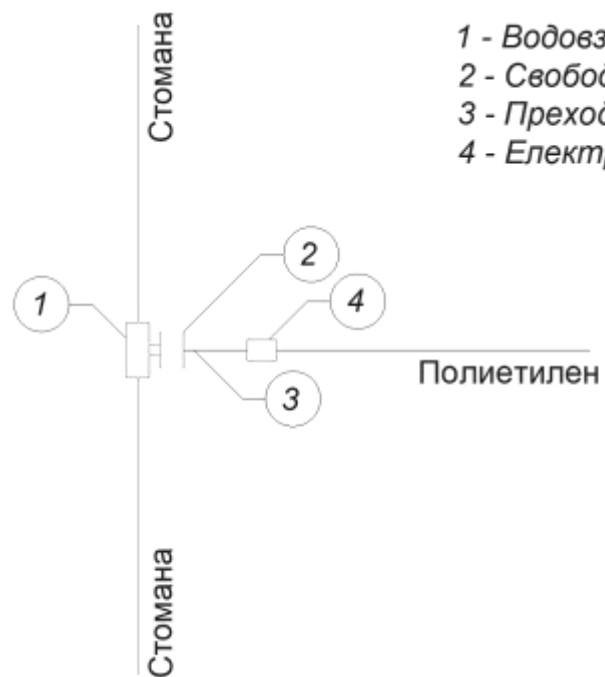 1 - Водовз
2 - Свобод
3 - Преход
4 - Електр
Стомана
2
1
4
Полиетилен
3
Стомана